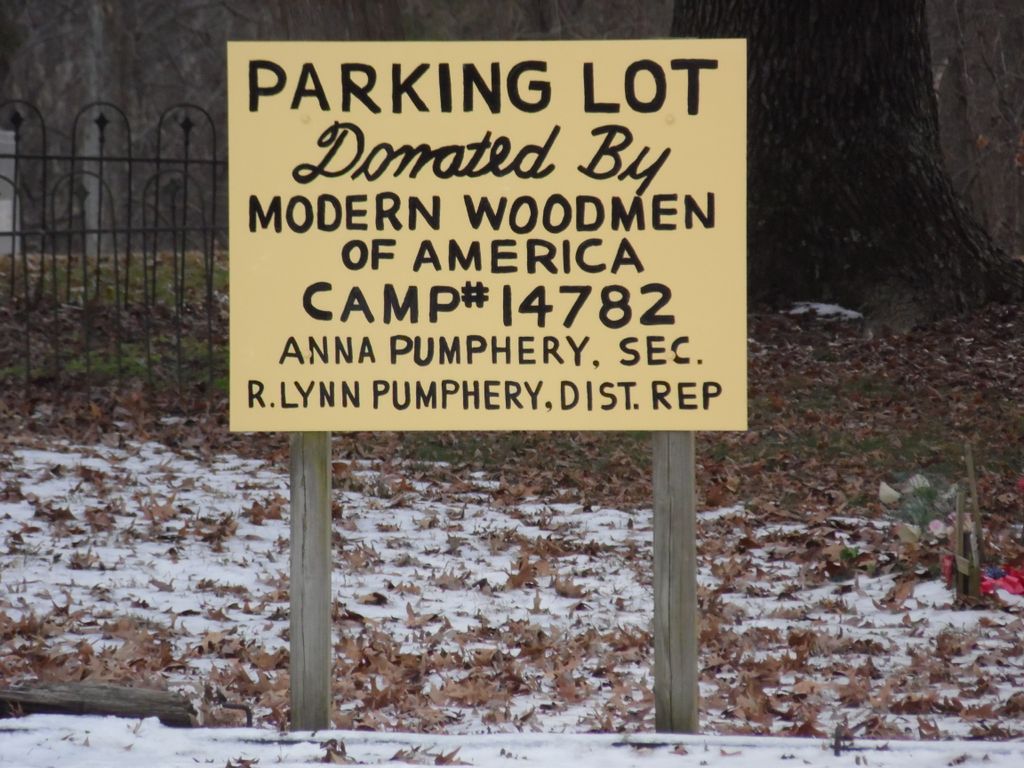 PARKING LOT
Donated By
MODERN WOODMEN
OF AMERICA
CAMP# 14782
ANNA PUMPHERY, SEC.
R. LYNN PUMPHERY, DIST. REP